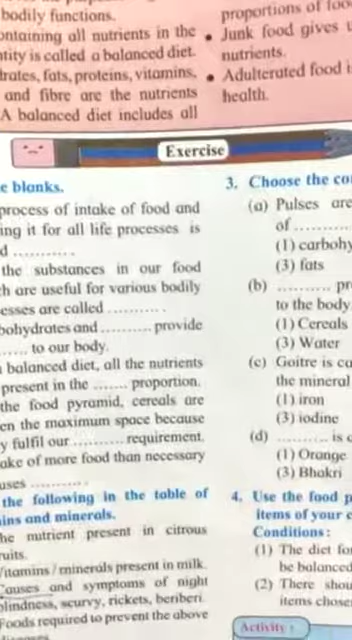 bodily functions.
ntaining all nutrients in the
tity is called a balanced diet.
rates, fats, proteins, vitamins,
and fibre are the nutrients
A balanced diet includes all
proportions of foo
• Junk food gives
nutrients.
• Adulterated food i
health.
Exercise
e blanks.
process of intake of food and
ing it for all life processes is
d ...........
the substances in our food
h are useful for various bodily
esses are called ...........
bohydrates and .......... provide
..... to our body.
balanced diet, all the nutrients
present in the ....... proportion.
the food pyramid, cereals are
en the maximum space because
y fulfil our .......... requirement.
ake of more food than necessary
uses ...........
the following in the table of
ins and minerals.
he nutrient present in citrous
ruits.
itamins / minerals present in milk.
Causes and symptoms of night
blindness, scurvy, rickets, beriberi.
Foods required to prevent the above
3. Choose the co
(a) Pulses are
of ...........
(1) carbohy
(3) fats
(b) .......... pr
to the body
(1) Cereals
(3) Water
(c) Goitre is ca
the mineral
(1) iron
(3) iodine
(d) .......... is
(1) Orange
(3) Bhakri
4. Use the food p
items of your
Conditions :
(1) The diet for
be balanced
(2) There shou
items chose
Activity :